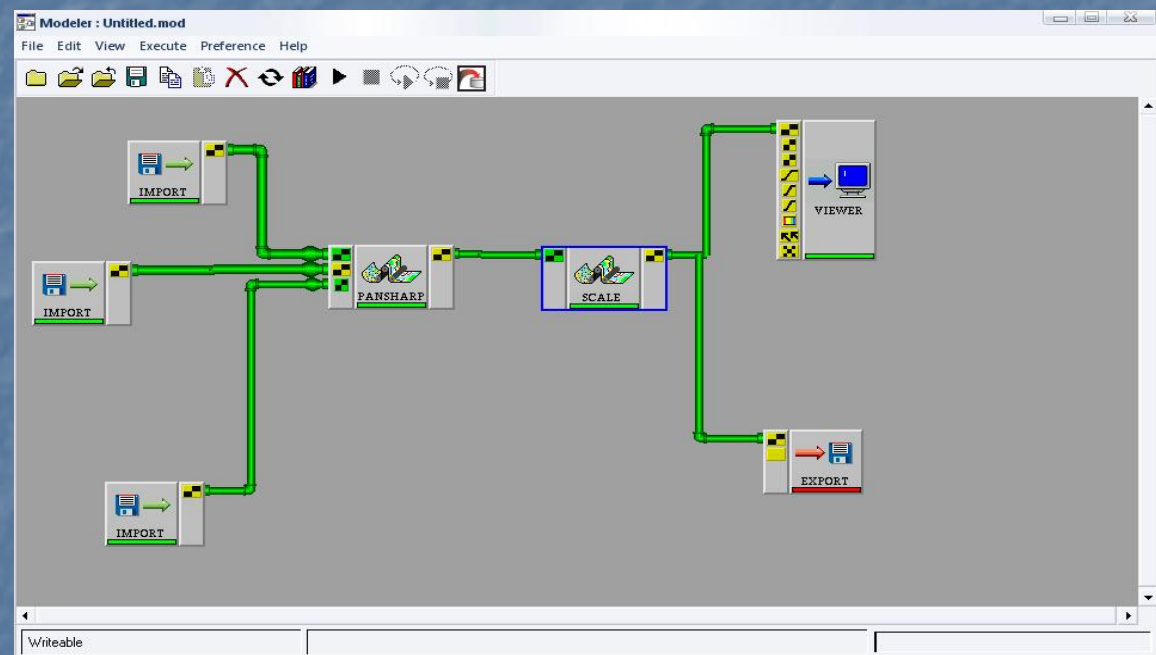 Modeler : Untitled.mod
File Edit View Execute Preference Help
IMPORT
VIEWER
IMPORT
PANSHARP
SCALE
EXPORT
IMPORT
Writeable